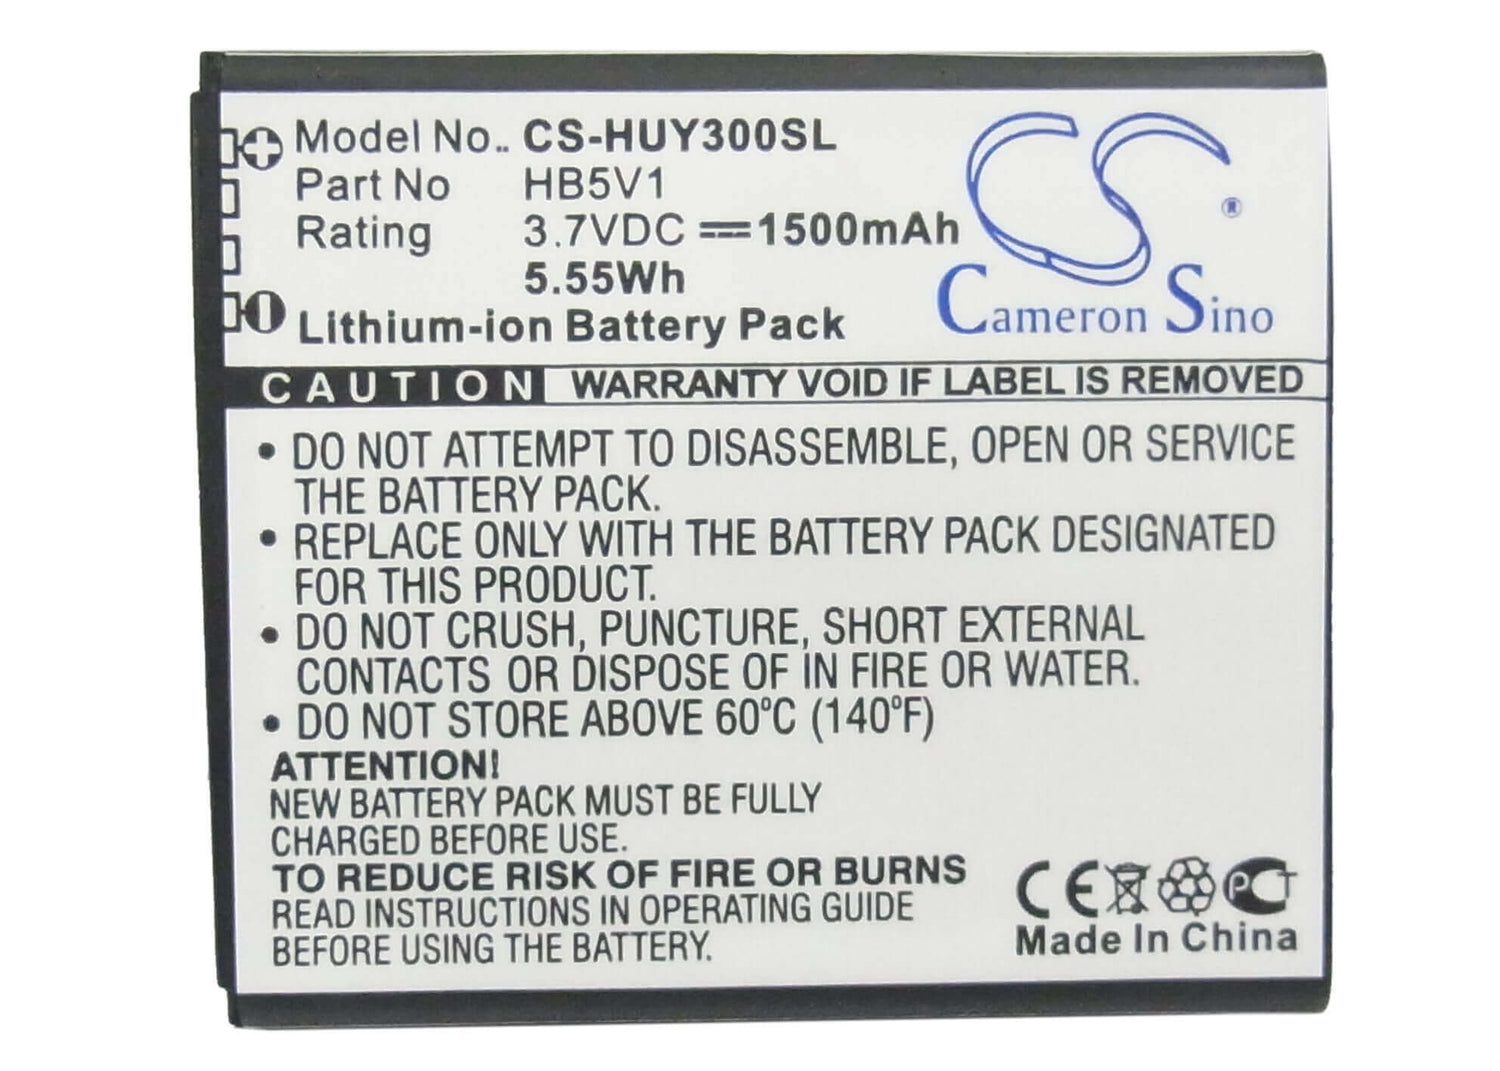 Model No.. CS-HUY300SL
Part No HB5V1
Rating 3.7VDC ⎓1500mAh
5.55Wh
Lithium-ion Battery Pack
CS ®
Cameron Sino
CAUTION WARRANTY VOID IF LABEL IS REMOVED
• DO NOT ATTEMPT TO DISASSEMBLE, OPEN OR SERVICE
THE BATTERY PACK.
• REPLACE ONLY WITH THE BATTERY PACK DESIGNATED
FOR THIS PRODUCT.
• DO NOT CRUSH, PUNCTURE, SHORT EXTERNAL
CONTACTS OR DISPOSE OF IN FIRE OR WATER.
• DO NOT STORE ABOVE 60°C (140°F)
ATTENTION!
NEW BATTERY PACK MUST BE FULLY
CHARGED BEFORE USE.
TO REDUCE RISK OF FIRE OR BURNS
READ INSTRUCTIONS IN OPERATING GUIDE
BEFORE USING THE BATTERY.
CE PCT
Made In China